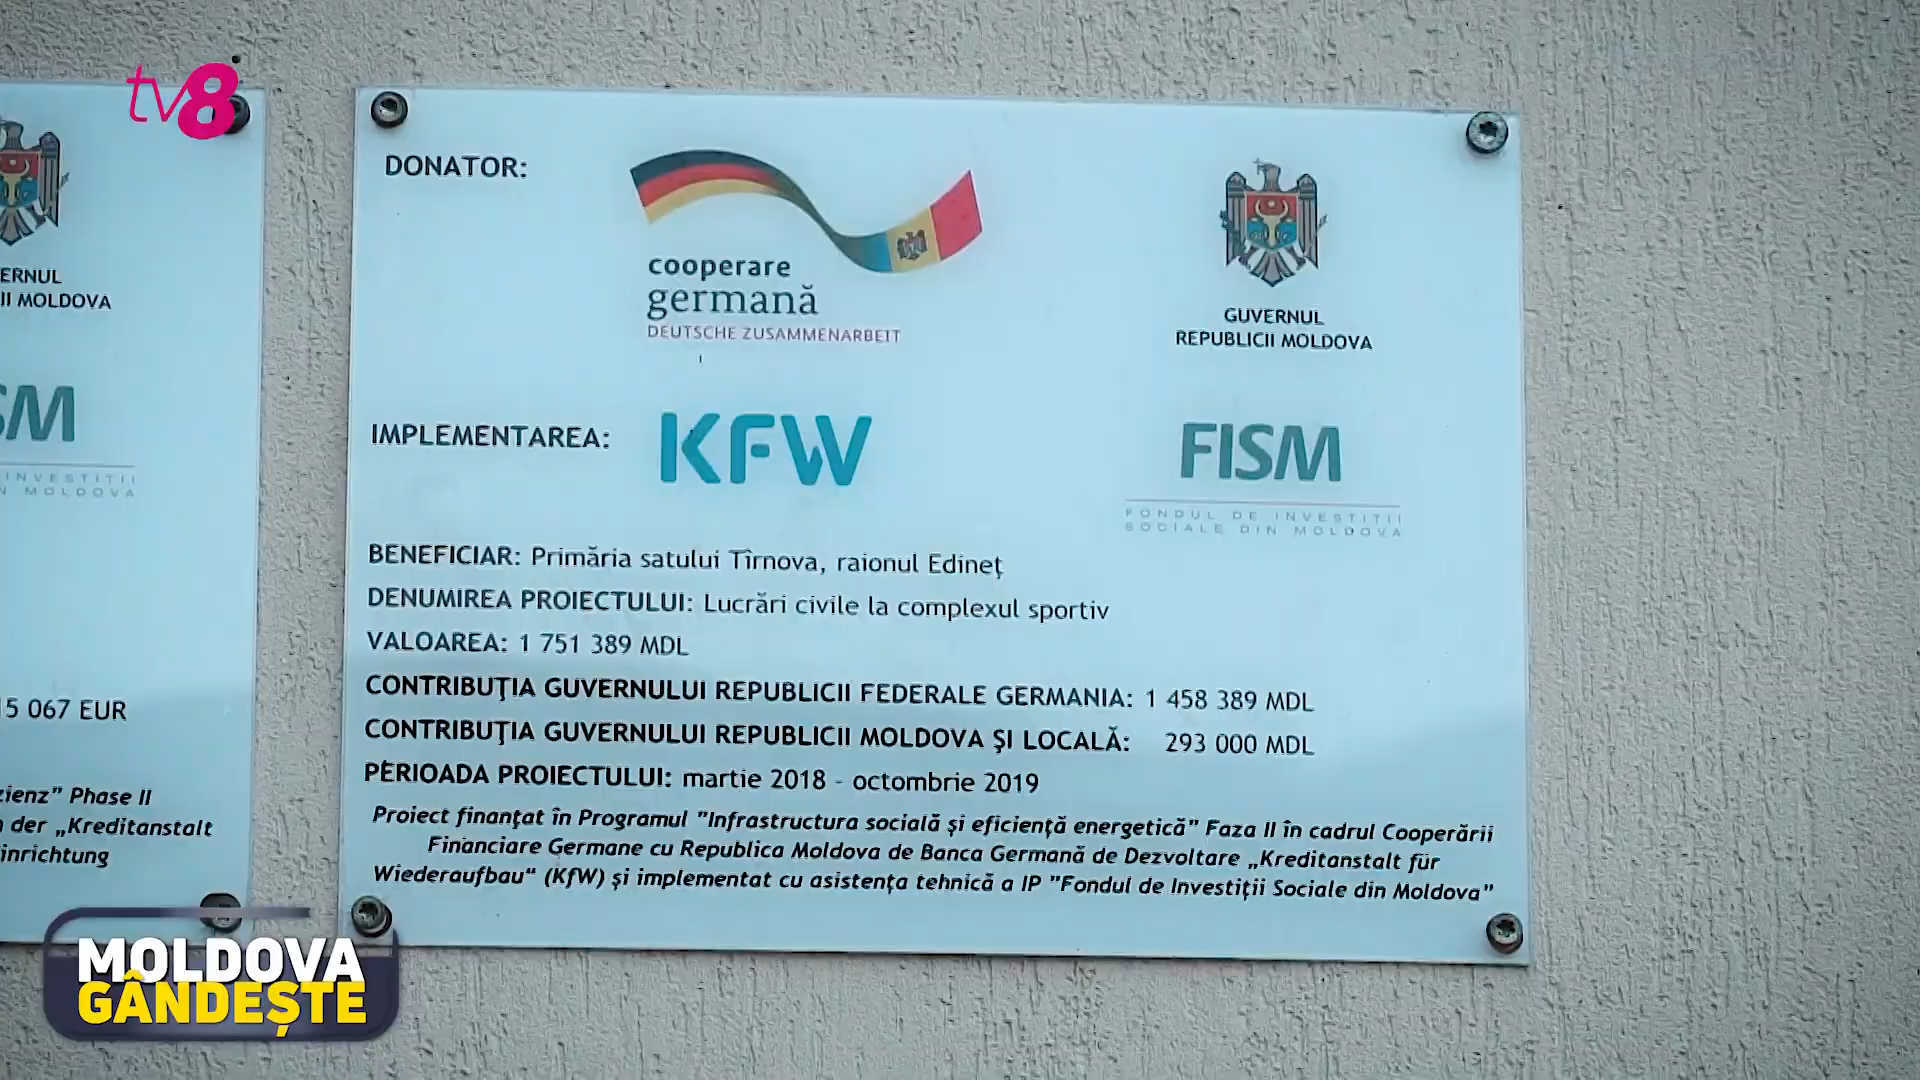 tv8
DONATOR:
cooperare
germană
DEUTSCHE ZUSAMMENARBEIT
GUVERNUL
REPUBLICII MOLDOVA
IMPLEMENTAREA:
KFW
FISM
FONDUL DE INVESTIȚII
SOCIALE DIN MOLDOVA
BENEFICIAR: Primăria satului Tîrnova, raionul Edineţ
DENUMIREA PROIECTULUI: Lucrări civile la complexul sportiv
VALOAREA: 1 751 389 MDL
CONTRIBUŢIA GUVERNULUI REPUBLICII FEDERALE GERMANIA: 1 458 389 MDL
CONTRIBUŢIA GUVERNULUI REPUBLICII MOLDOVA ŞI LOCALĂ: 293 000 MDL
PERIOADA PROIECTULUI: martie 2018 - octombrie 2019
Proiect finanţat în Programul "Infrastructura socială şi eficienţă energetică" Faza II în cadrul Cooperării
Financiare Germane cu Republica Moldova de Banca Germană de Dezvoltare „Kreditanstalt für
Wiederaufbau“ (KfW) şi implementat cu asistenţa tehnică a IP "Fondul de Investiţii Sociale din Moldova"
ERNUL
II MOLDOVA
SM
INVESTIȚII
N MOLDOVA
15 067 EUR
zienz” Phase II
der „Kreditanstalt
inrichtung
MOLDOVA
GÂNDEȘTE